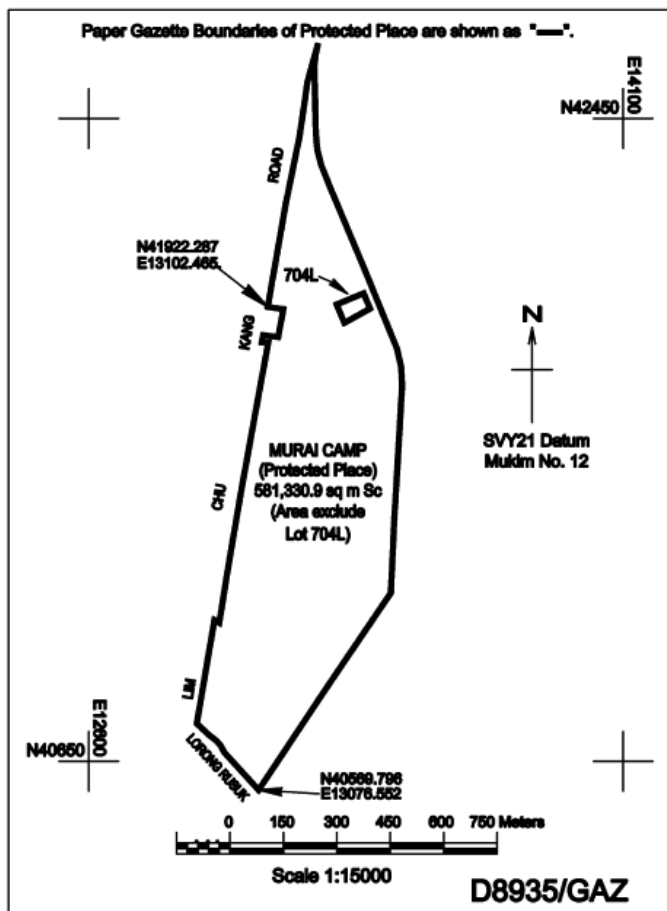 Paper Gazette Boundaries of Protected Place are shown as "━━".
E14100
N42450
ROAD
N41922.287
E13102.465.
704L
KANG
N
SVY21 Datum
Mukim No. 12
MURAI CAMP
(Protected Place)
581,330.9 sq m Sc
(Area exclude
Lot 704L)
CHU
LIM
E12600
N40650
LORONG RUBUK
N40569.796
E13076.552
0 150 300 450 600 750 Meters
Scale 1:15000
D8935/GAZ